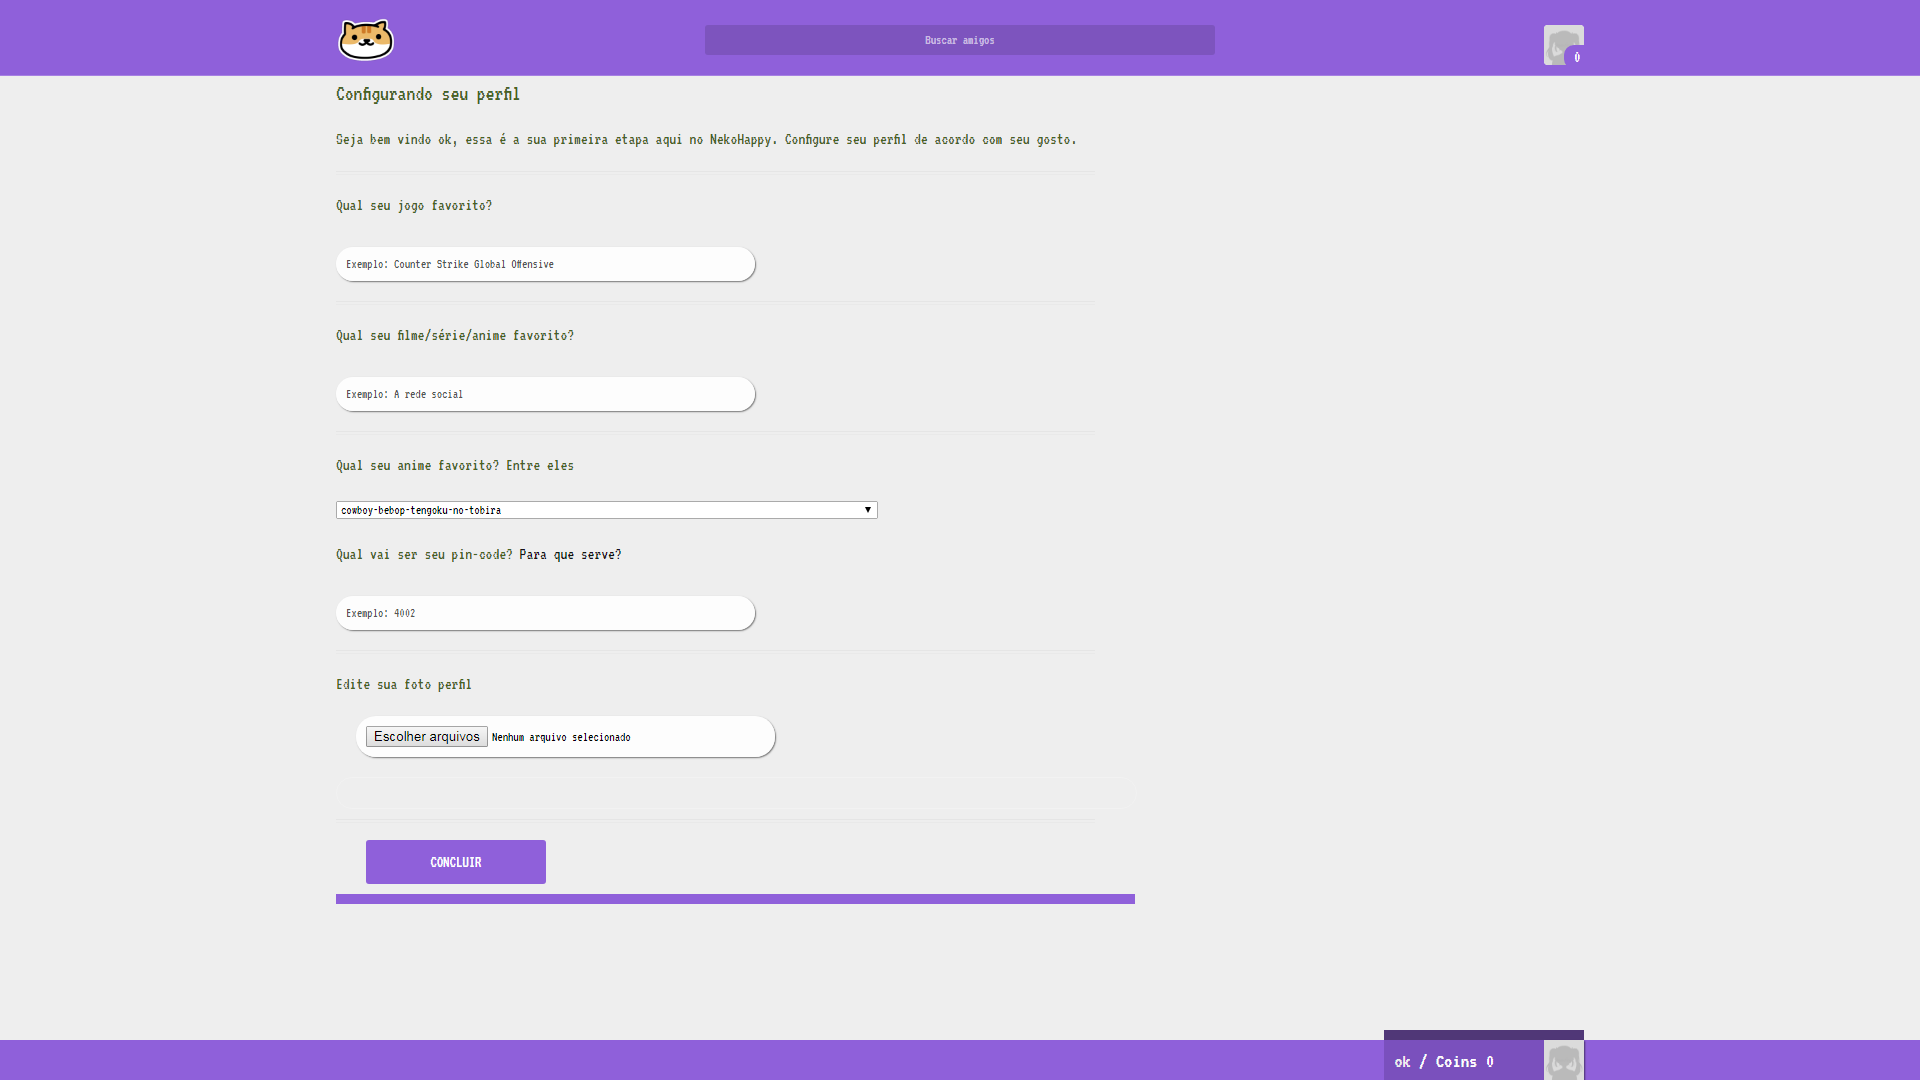 Buscar amigos
0
Configurando seu perfil
Seja bem vindo ok, essa é a sua primeira etapa aqui no NekoHappy. Configure seu perfil de acordo com seu gosto.
Qual seu jogo favorito?
Exemplo: Counter Strike Global Offensive
Qual seu filme/série/anime favorito?
Exemplo: A rede social
Qual seu anime favorito? Entre eles
cowboy-bebop-tengoku-no-tobira
Qual vai ser seu pin-code? Para que serve?
Exemplo: 4002
Edite sua foto perfil
Escolher arquivos Nenhum arquivo selecionado
CONCLUIR
ok / Coins 0